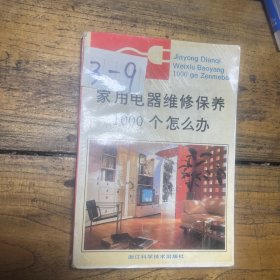 Jiayong Dianqi
Weixiu Baoyang
1000 ge Zenmeban
3-9
家用电器维修保养
1000个怎么办
浙江科学技术出版社